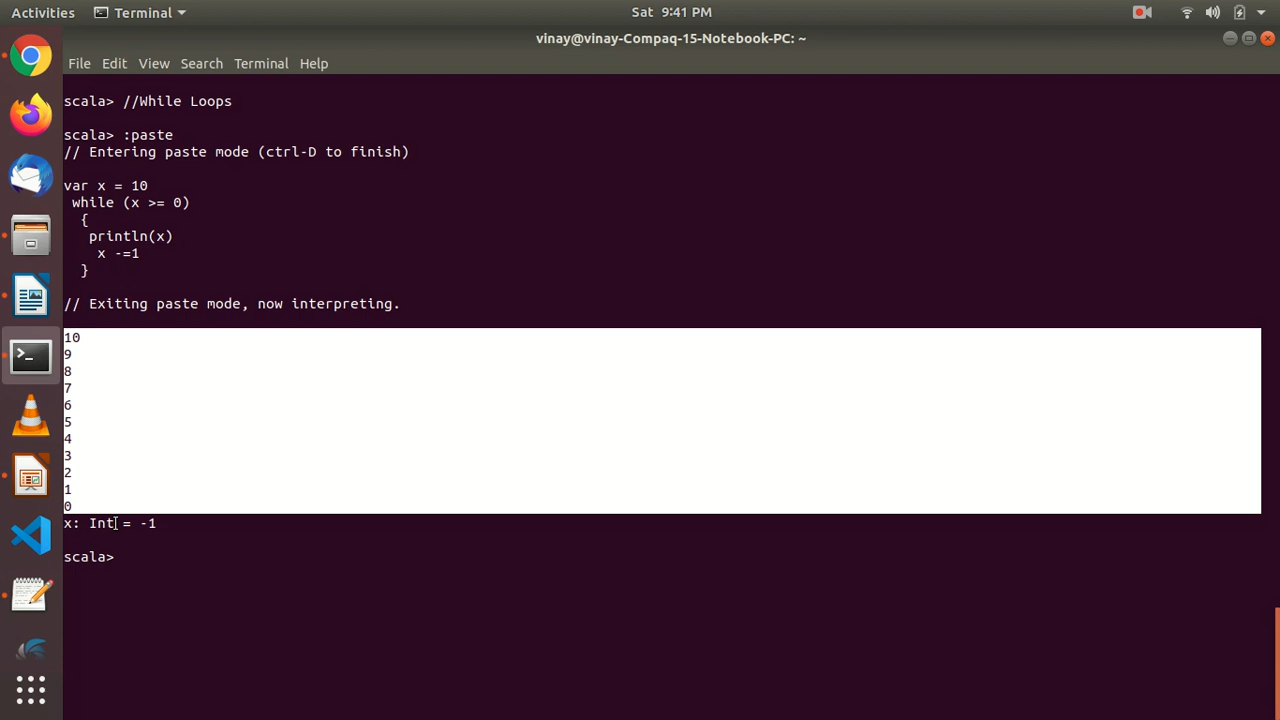 Activities Terminal Sat 9:41 PM
vinay@vinay-Compaq-15-Notebook-PC: ~
File Edit View Search Terminal Help
scala> //While Loops
scala> :paste
// Entering paste mode (ctrl-D to finish)
var x = 10
while (x >= 0)
{
println(x)
x -=1
}
// Exiting paste mode, now interpreting.
10
9
8
7
6
5
4
3
2
1
0
x: Int = -1
scala>